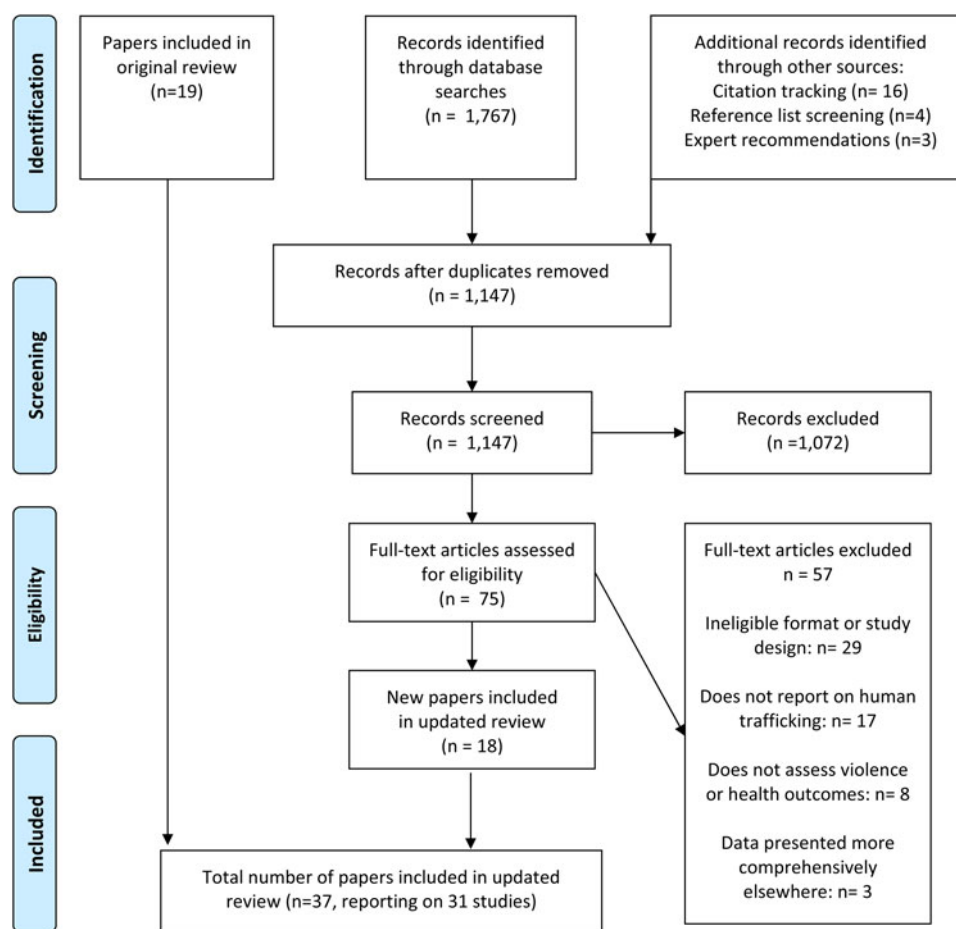 Identification
Papers included in
original review
(n=19)
Records identified
through database
searches
(n = 1,767)
Additional records identified
through other sources:
Citation tracking (n= 16)
Reference list screening (n=4)
Expert recommendations (n=3)
Screening
Records after duplicates removed
(n = 1,147)
Records screened
(n = 1,147)
Records excluded
(n =1,072)
Eligibility
Full-text articles assessed
for eligibility
(n = 75)
Full-text articles excluded
n = 57
Ineligible format or study
design: n= 29
Does not report on human
trafficking: n= 17
Does not assess violence
or health outcomes: n= 8
Data presented more
comprehensively
elsewhere: n= 3
New papers included
in updated review
(n = 18)
Included
Total number of papers included in updated
review (n=37, reporting on 31 studies)